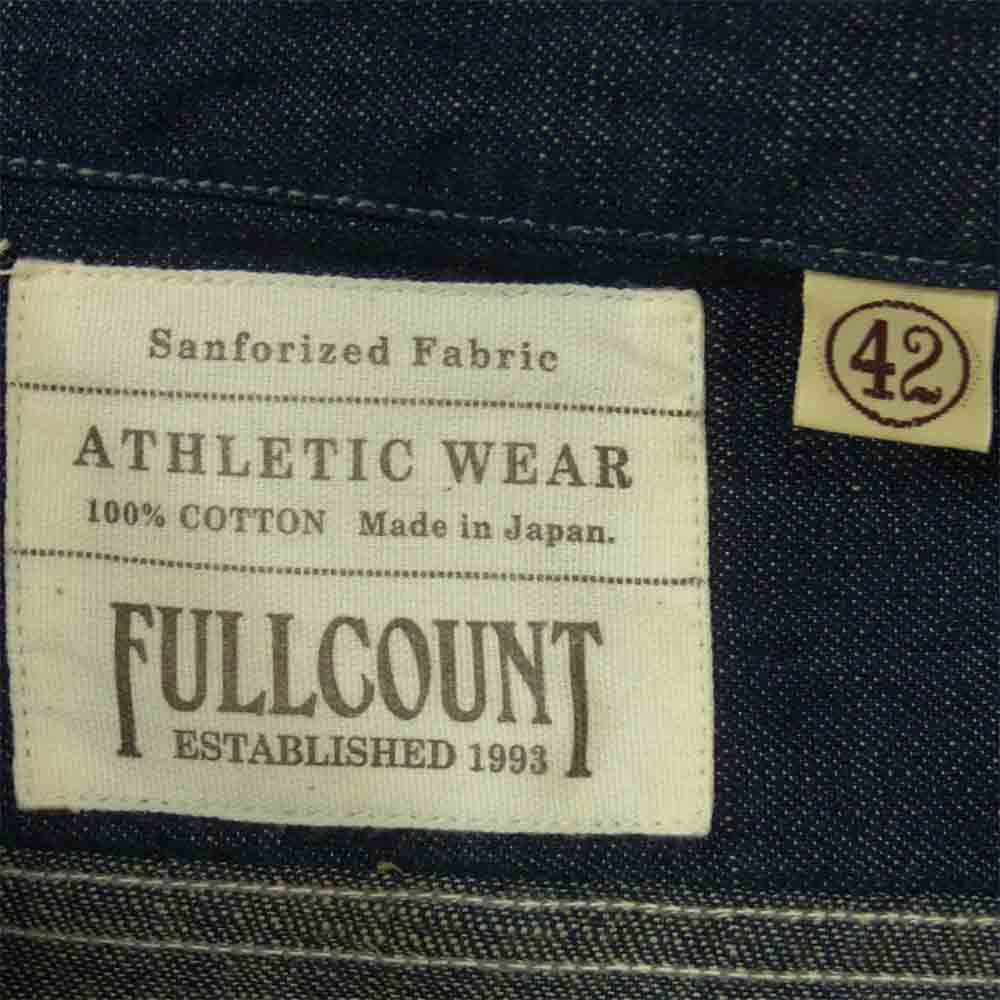 Sanforized Fabric
ATHLETIC WEAR
100% COTTON Made in Japan.
FULLCOUNT
ESTABLISHED 1993
42